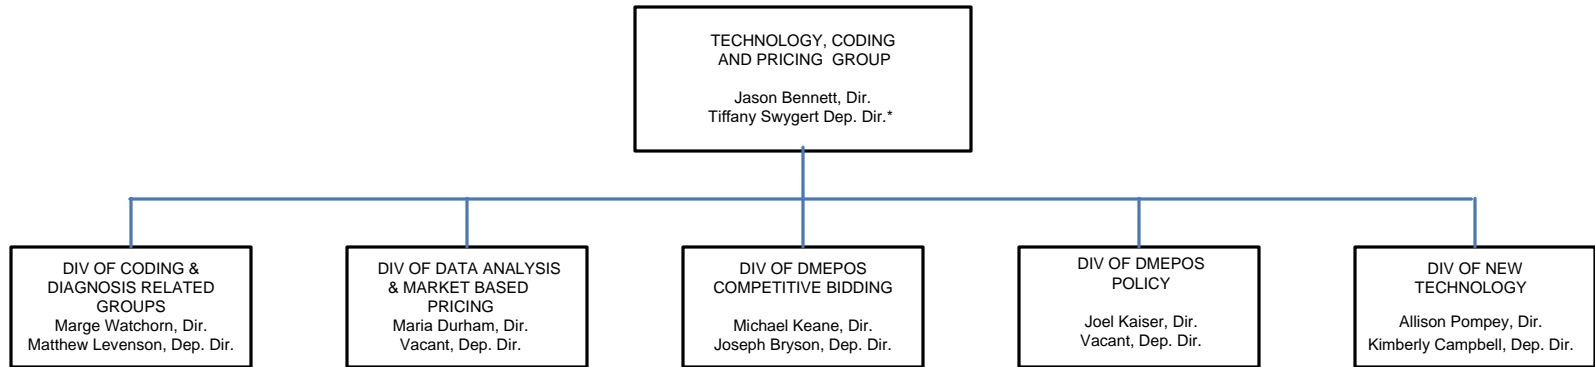 TECHNOLOGY, CODING
AND PRICING GROUP
Jason Bennett, Dir.
Tiffany Swygert Dep. Dir.*
DIV OF CODING &
DIAGNOSIS RELATED
GROUPS
Marge Watchorn, Dir.
Matthew Levenson, Dep. Dir.
DIV OF DATA ANALYSIS
& MARKET BASED
PRICING
Maria Durham, Dir.
Vacant, Dep. Dir.
DIV OF DMEPOS
COMPETITIVE BIDDING
Michael Keane, Dir.
Joseph Bryson, Dep. Dir.
DIV OF DMEPOS
POLICY
Joel Kaiser, Dir.
Vacant, Dep. Dir.
DIV OF NEW
TECHNOLOGY
Allison Pompey, Dir.
Kimberly Campbell, Dep. Dir.